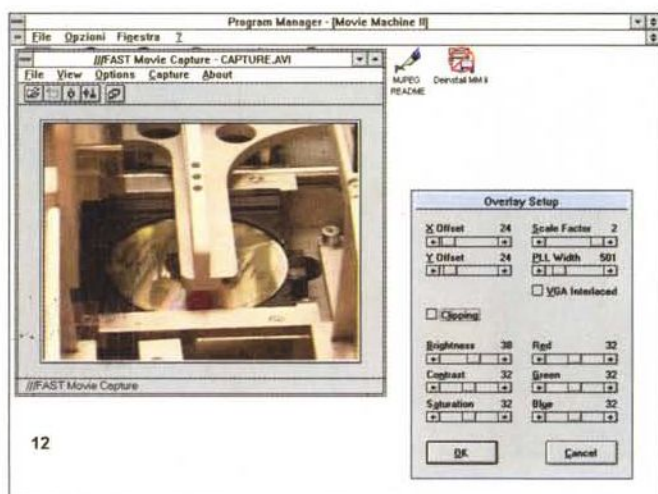 Program Manager - [Movie Machine II]
File Opzioni Finestra ?
///FAST Movie Capture - CAPTURE.AVI
File View Options Capture About
MJPEG README
Deinstall MM II
///FAST Movie Capture
Overlay Setup
X Offset 24
Scale Factor 2
Y Offset 24
PLL Width 501
VGA Interlaced
Clipping
Brightness 38
Red 32
Contrast 32
Green 32
Saturation 32
Blue 32
OK
Cancel
12